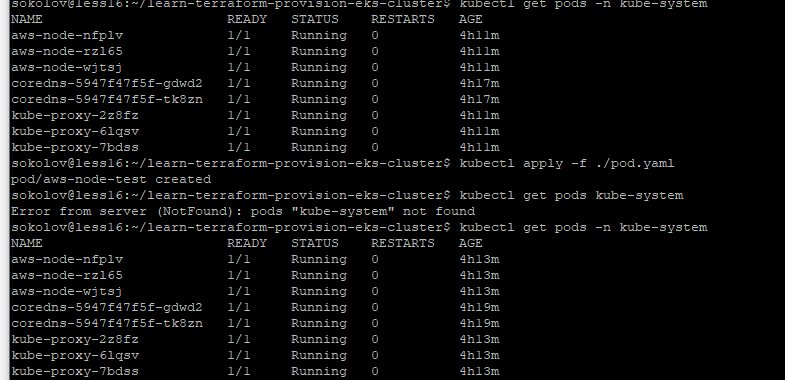 sokolov@less16:~/learn-terraform-provision-eks-cluster$ kubectl get pods -n kube-system
NAME READY STATUS RESTARTS AGE
aws-node-nfplv 1/1 Running 0 4h11m
aws-node-rzl65 1/1 Running 0 4h11m
aws-node-wjtsj 1/1 Running 0 4h11m
coredns-5947f47f5f-gdwd2 1/1 Running 0 4h17m
coredns-5947f47f5f-tk8zn 1/1 Running 0 4h17m
kube-proxy-2z8fz 1/1 Running 0 4h11m
kube-proxy-6lqsv 1/1 Running 0 4h11m
kube-proxy-7bdss 1/1 Running 0 4h11m
sokolov@less16:~/learn-terraform-provision-eks-cluster$ kubectl apply -f ./pod.yaml
pod/aws-node-test created
sokolov@less16:~/learn-terraform-provision-eks-cluster$ kubectl get pods kube-system
Error from server (NotFound): pods "kube-system" not found
sokolov@less16:~/learn-terraform-provision-eks-cluster$ kubectl get pods -n kube-system
NAME READY STATUS RESTARTS AGE
aws-node-nfplv 1/1 Running 0 4h13m
aws-node-rzl65 1/1 Running 0 4h13m
aws-node-wjtsj 1/1 Running 0 4h13m
coredns-5947f47f5f-gdwd2 1/1 Running 0 4h19m
coredns-5947f47f5f-tk8zn 1/1 Running 0 4h19m
kube-proxy-2z8fz 1/1 Running 0 4h13m
kube-proxy-6lqsv 1/1 Running 0 4h13m
kube-proxy-7bdss 1/1 Running 0 4h13m